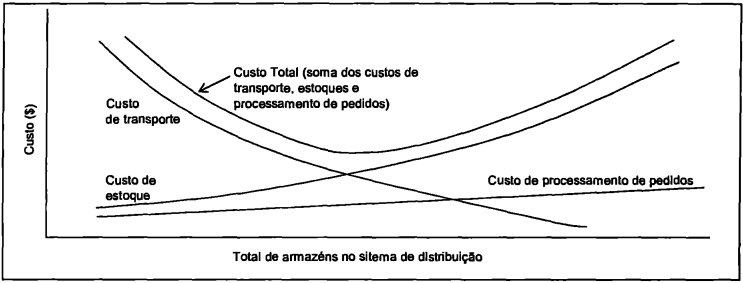 Custo Total (soma dos custos de
transporte, estoques e
processamento de pedidos)
Custo
de transporte
Custo ($)
Custo de
estoque
Custo de processamento de pedidos
Total de armazéns no sitema de distribuição